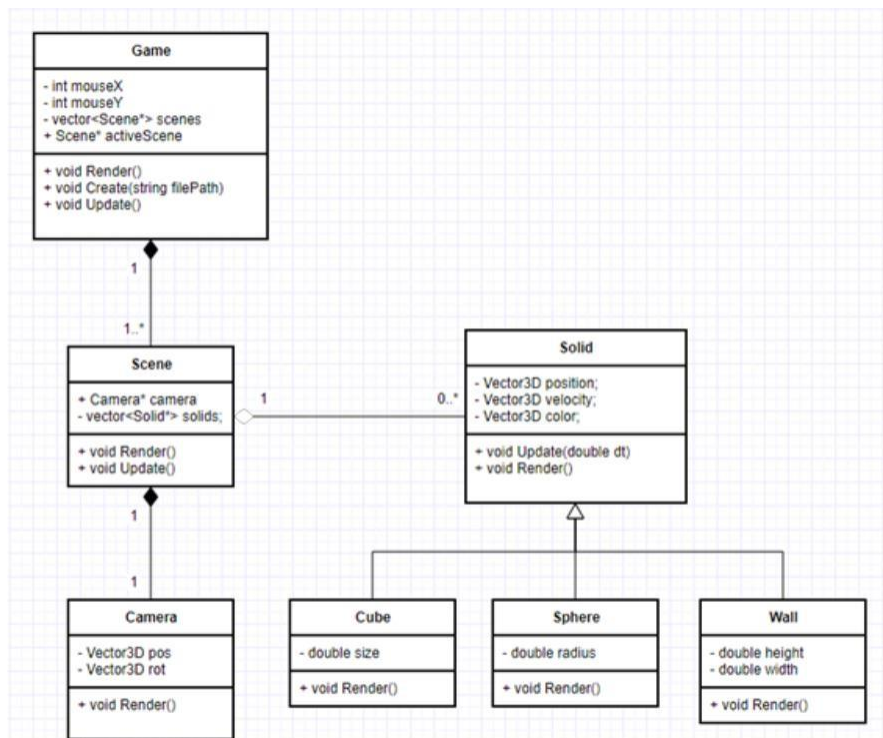 Game
- int mouseX
- int mouseY
- vector<Scene*> scenes
+ Scene* activeScene
+ void Render()
+ void Create(string filePath)
+ void Update()
1
1..*
Scene
+ Camera* camera
- vector<Solid*> solids;
+ void Render()
+ void Update()
1
0..*
Solid
- Vector3D position;
- Vector3D velocity;
- Vector3D color;
+ void Update(double dt)
+ void Render()
1
1
Camera
- Vector3D pos
- Vector3D rot
+ void Render()
Cube
- double size
+ void Render()
Sphere
- double radius
+ void Render()
Wall
- double height
- double width
+ void Render()